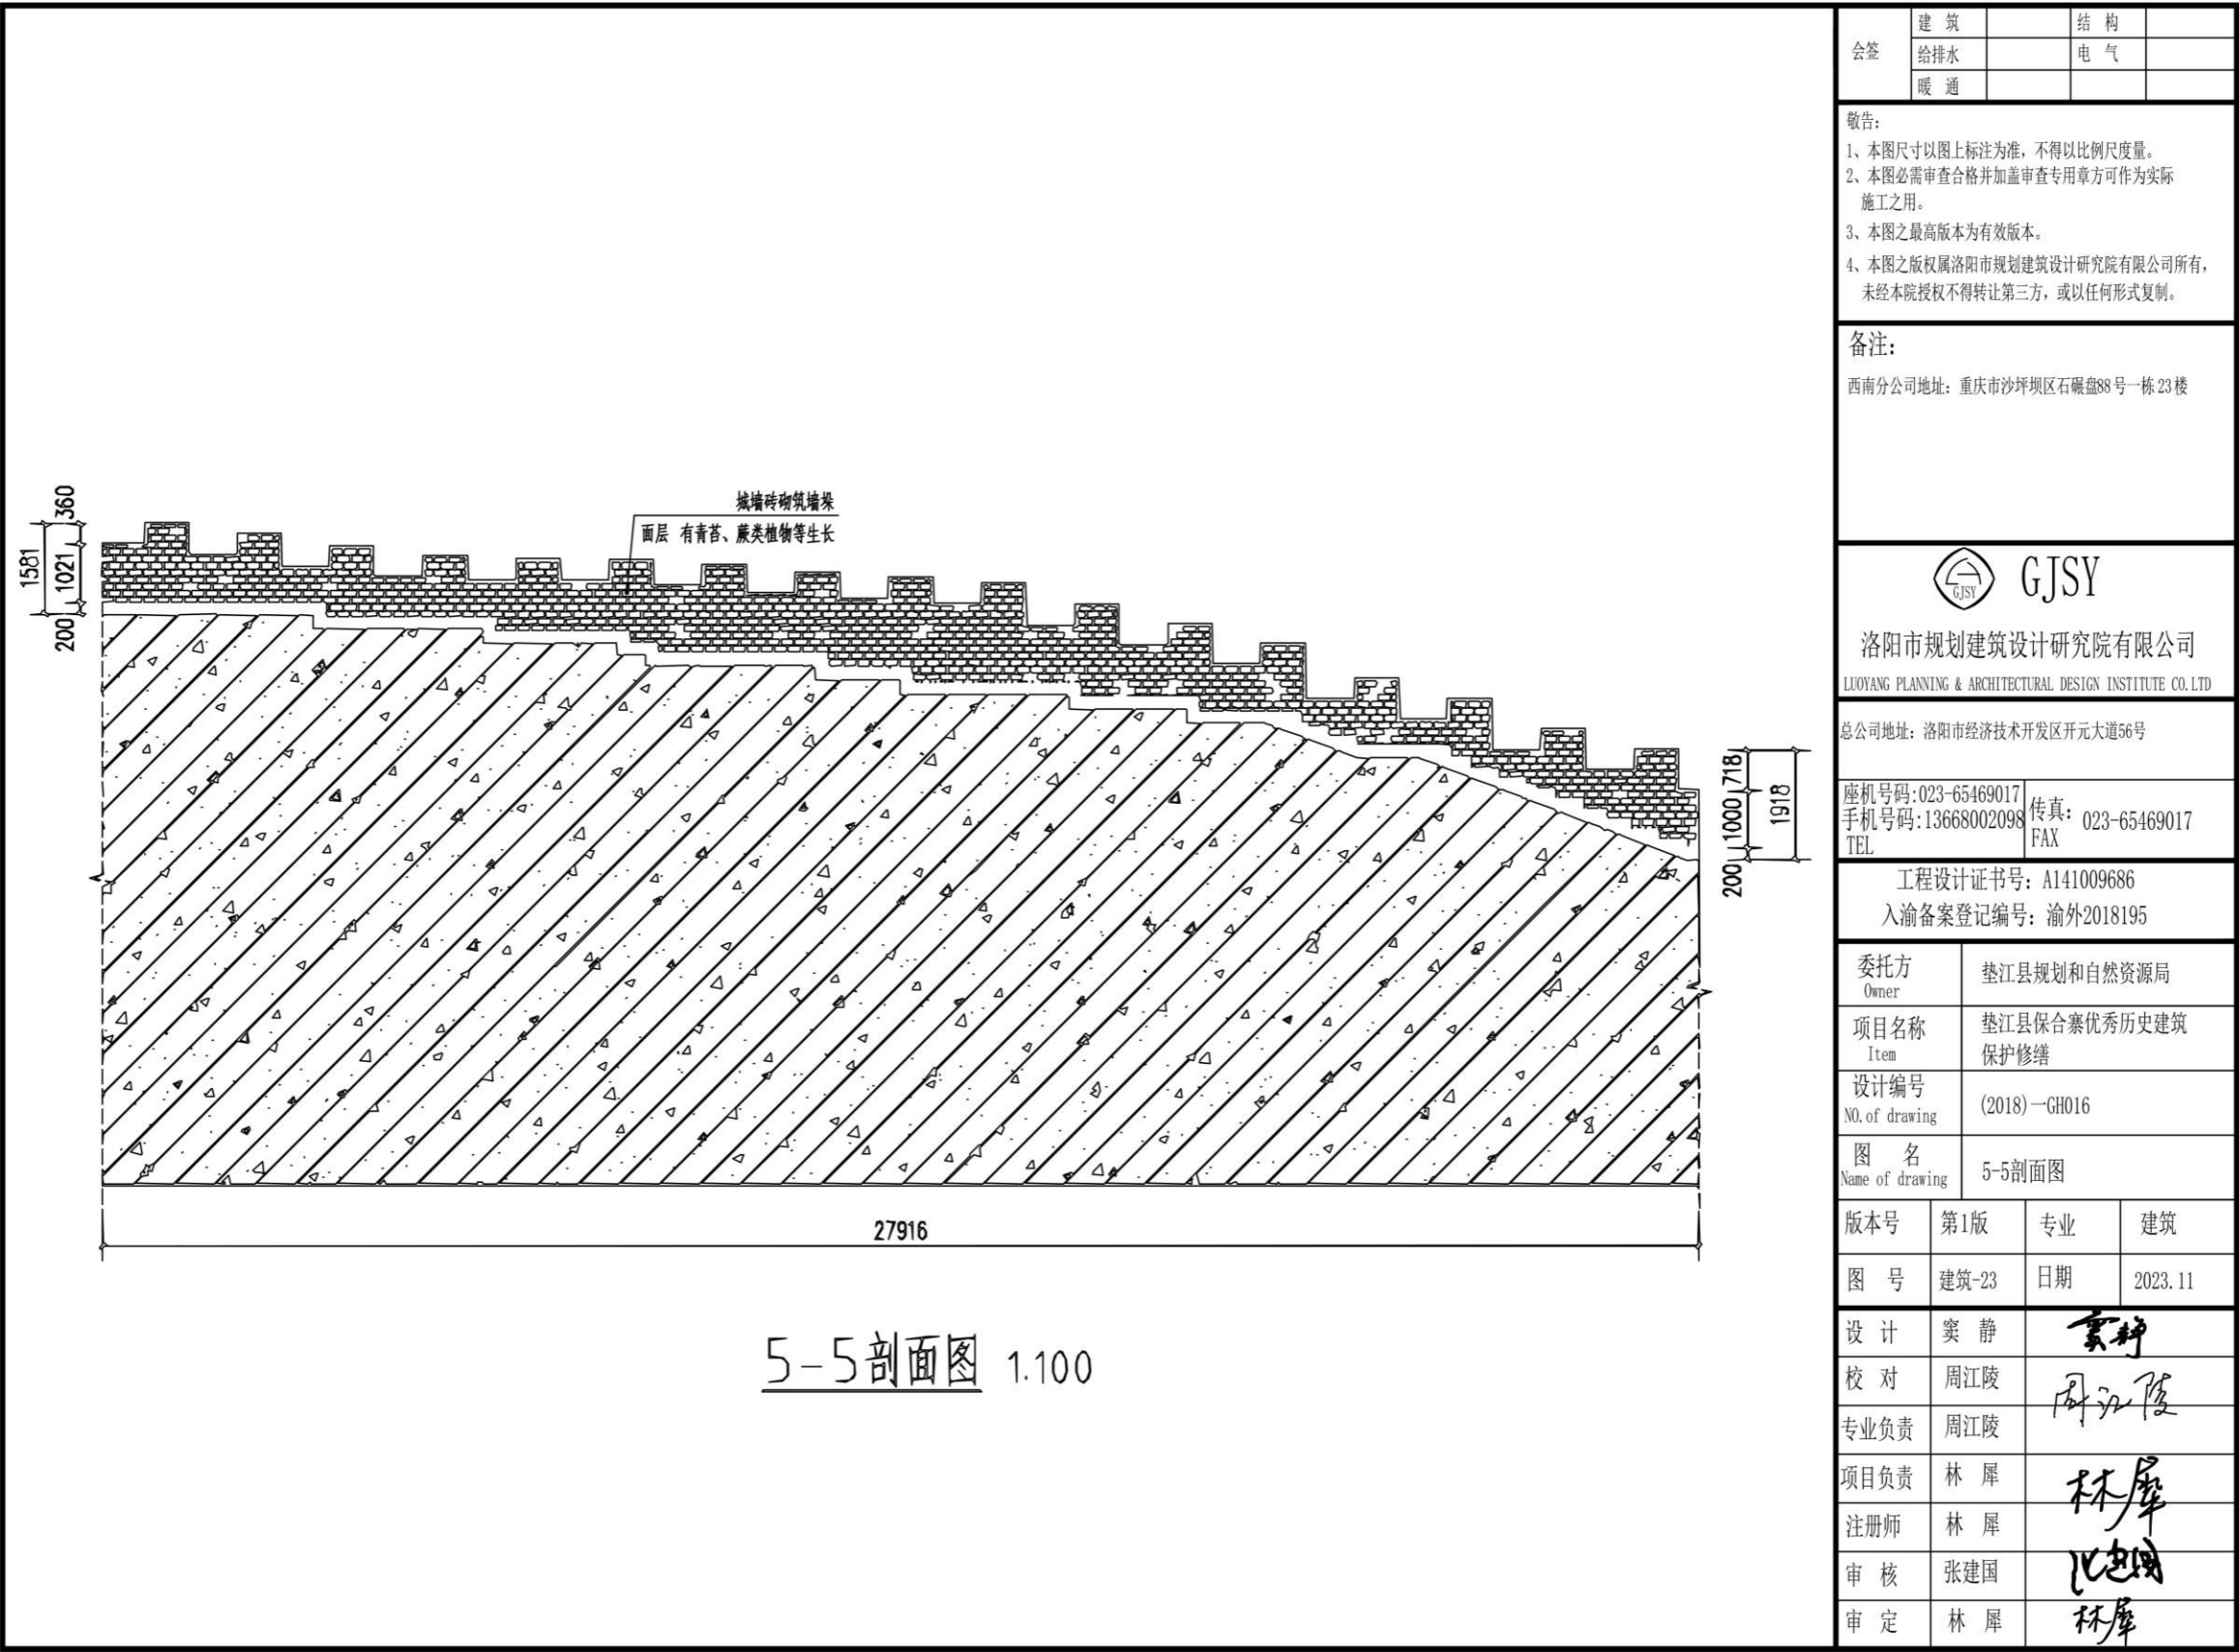 360
1581
1021
200
城墙砖砌筑墙垛
面层 有青苔、蕨类植物等生长
718
1000
1918
200
27916
5-5剖面图 1.100
会签
建 筑
结 构
给排水
电 气
暖 通
敬告:
1、本图尺寸以图上标注为准，不得以比例尺度量。
2、本图必需审查合格并加盖审查专用章方可作为实际
施工之用。
3、本图之最高版本为有效版本。
4、本图之版权属洛阳市规划建筑设计研究院有限公司所有，
未经本院授权不得转让第三方，或以任何形式复制。
备注:
西南分公司地址: 重庆市沙坪坝区石碾盘88号一栋23楼
GJSY
GJSY
洛阳市规划建筑设计研究院有限公司
LUOYANG PLANNING & ARCHITECTURAL DESIGN INSTITUTE CO.LTD
总公司地址: 洛阳市经济技术开发区开元大道56号
座机号码:023-65469017
手机号码:13668002098
TEL
传真:
FAX
023-65469017
工程设计证书号: A141009686
入渝备案登记编号: 渝外2018195
委托方
Owner
垫江县规划和自然资源局
项目名称
Item
垫江县保合寨优秀历史建筑
保护修缮
设计编号
NO.of drawing
(2018)一GH016
图 名
Name of drawing
5-5剖面图
版本号 第1版 专业 建筑
图 号 建筑-23 日期 2023.11
设 计 窦 静 窦静
校 对 周江陵 周江陵
专业负责 周江陵
项目负责 林 犀 林犀
注册师 林 犀
审 核 张建国
审 定 林 犀 林犀